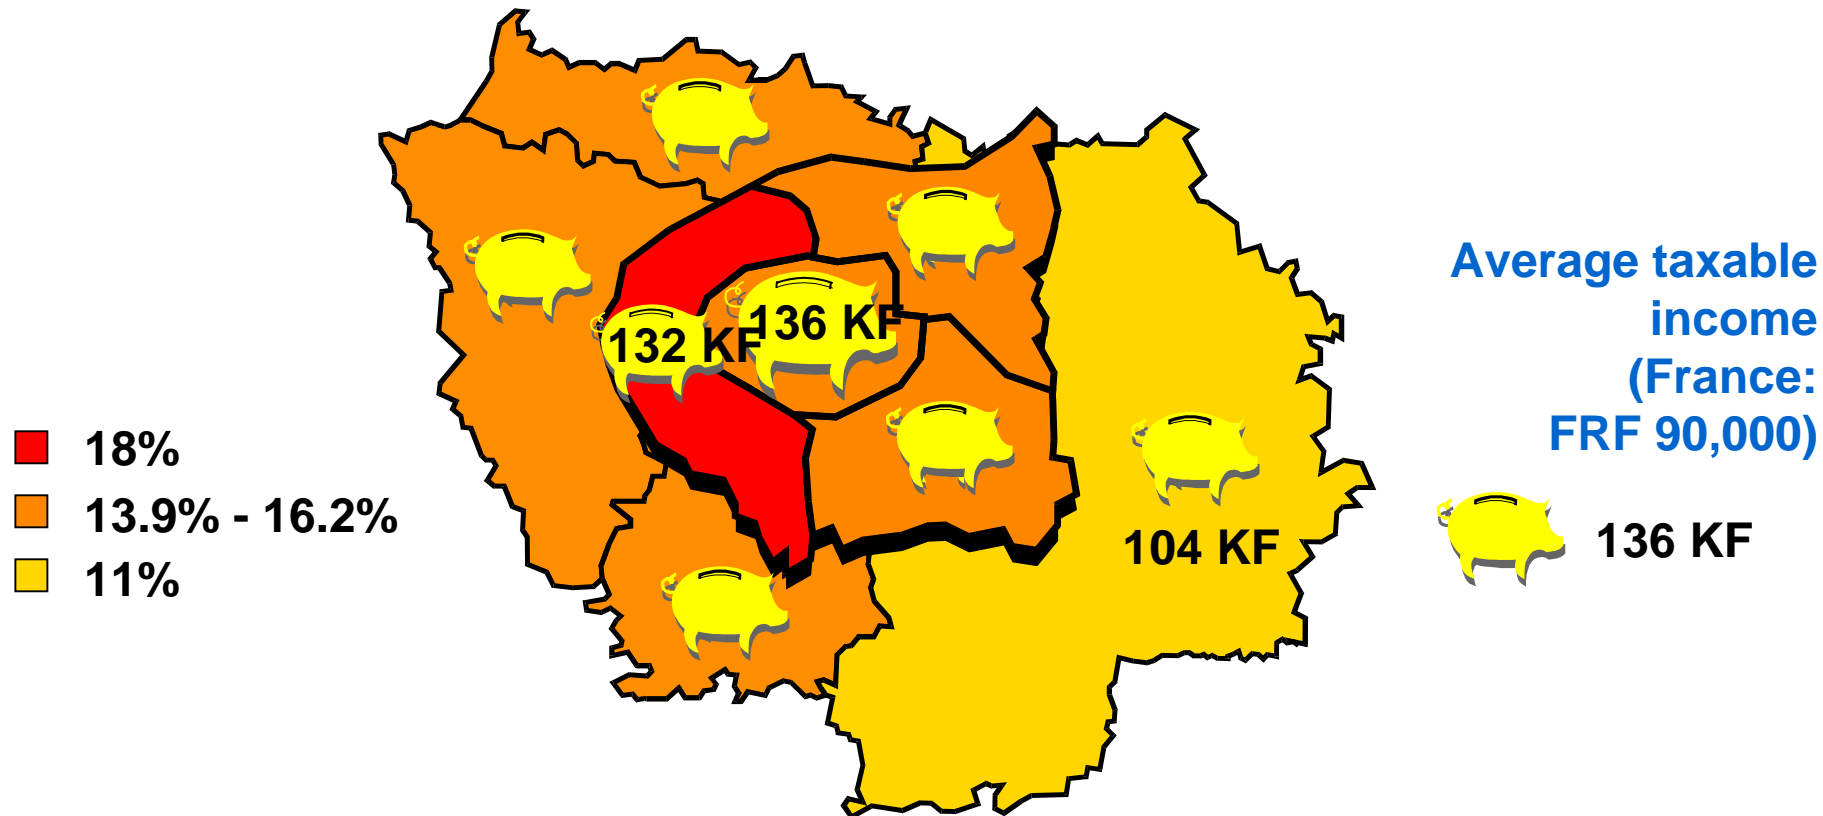 136 KF
132 KF
Average taxable
income
(France:
FRF 90,000)
18%
13.9% - 16.2%
11%
104 KF
136 KF